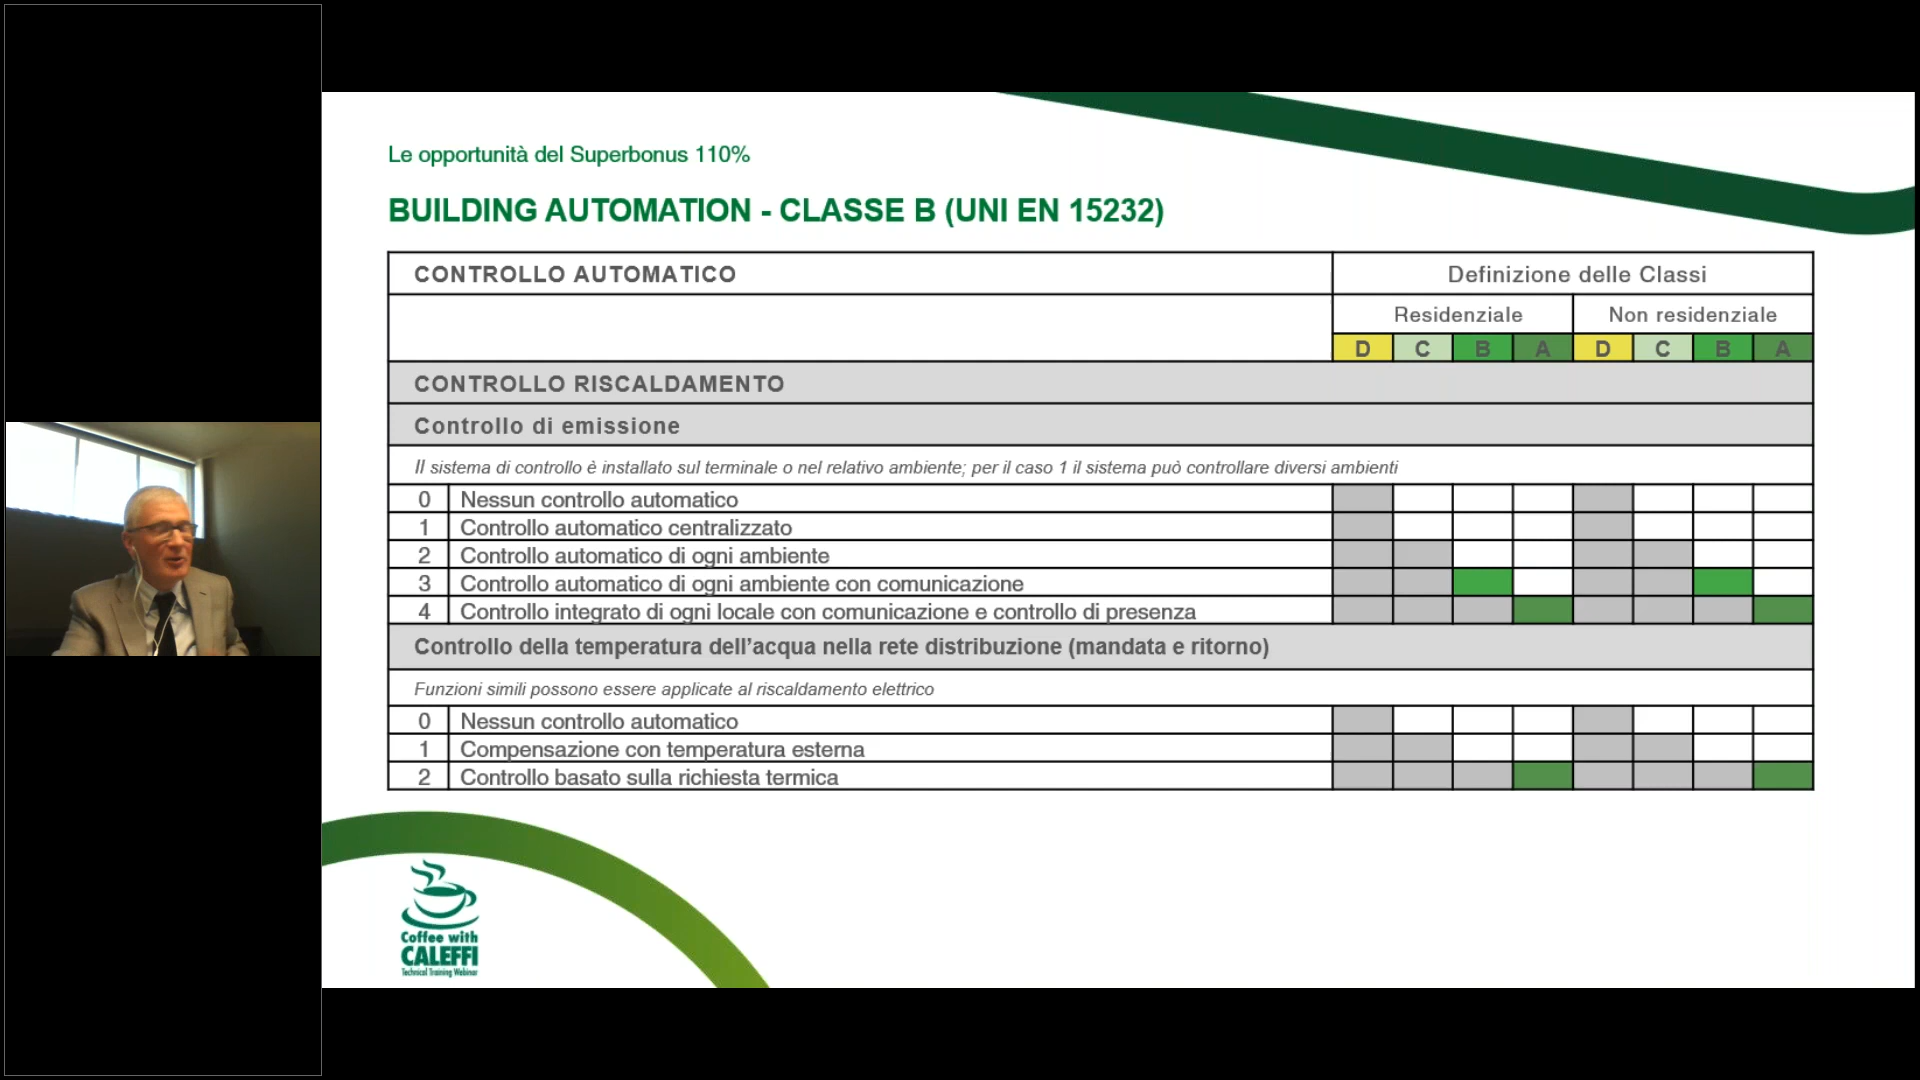 Le opportunità del Superbonus 110%
BUILDING AUTOMATION - CLASSE B (UNI EN 15232)
CONTROLLO AUTOMATICO
Definizione delle Classi
Residenziale
Non residenziale
D C B A D C B A
CONTROLLO RISCALDAMENTO
Controllo di emissione
Il sistema di controllo è installato sul terminale o nel relativo ambiente; per il caso 1 il sistema può controllare diversi ambienti
0 Nessun controllo automatico
1 Controllo automatico centralizzato
2 Controllo automatico di ogni ambiente
3 Controllo automatico di ogni ambiente con comunicazione
4 Controllo integrato di ogni locale con comunicazione e controllo di presenza
Controllo della temperatura dell’acqua nella rete distribuzione (mandata e ritorno)
Funzioni simili possono essere applicate al riscaldamento elettrico
0 Nessun controllo automatico
1 Compensazione con temperatura esterna
2 Controllo basato sulla richiesta termica
Coffee with
CALEFFI
Technical Training Webinar